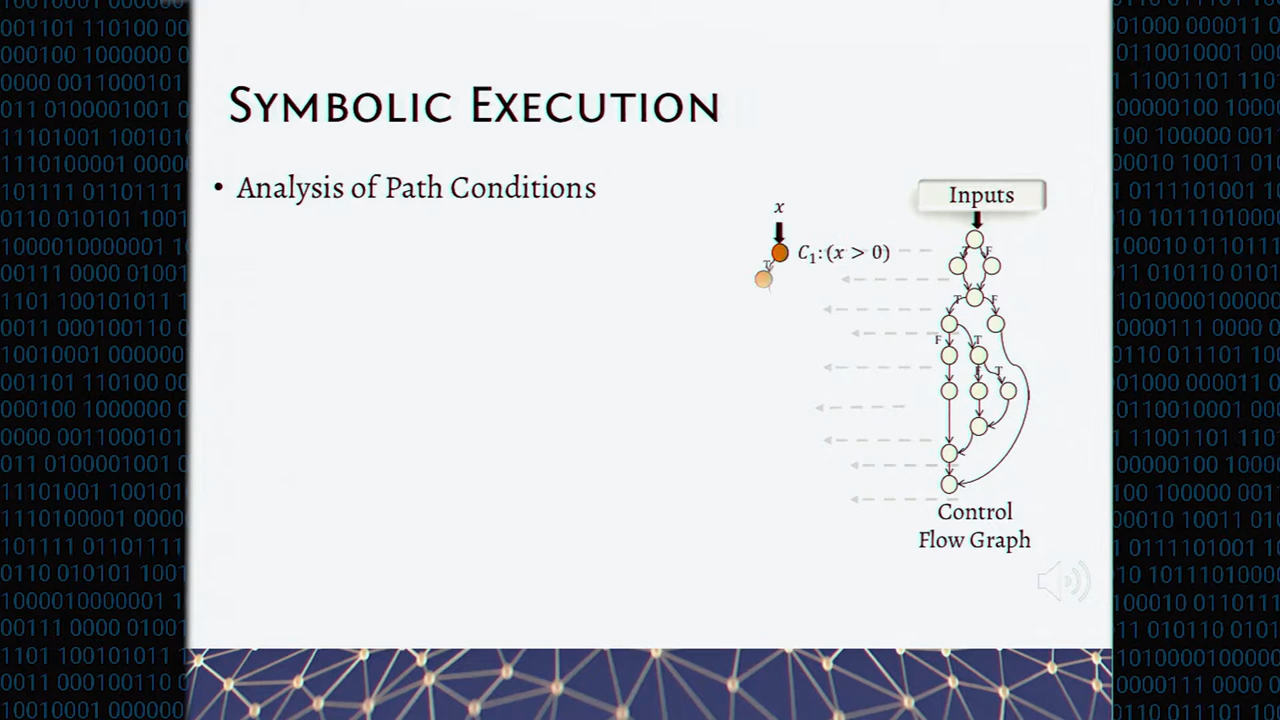 Symbolic Execution
• Analysis of Path Conditions
x
C₁:(x > 0)
T
Inputs
T F
T F
F T
F T
Control
Flow Graph